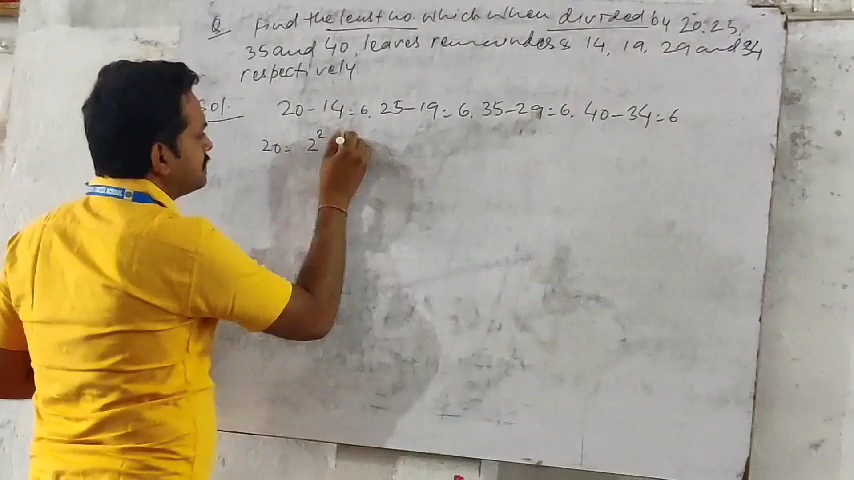 Q Find the least no. which when divided by 20, 25,
35 and 40, leaves remainders 14, 19, 29 and 34
respectively
Sol. 20-14=6, 25-19=6, 35-29=6, 40-34=6
20= 2²